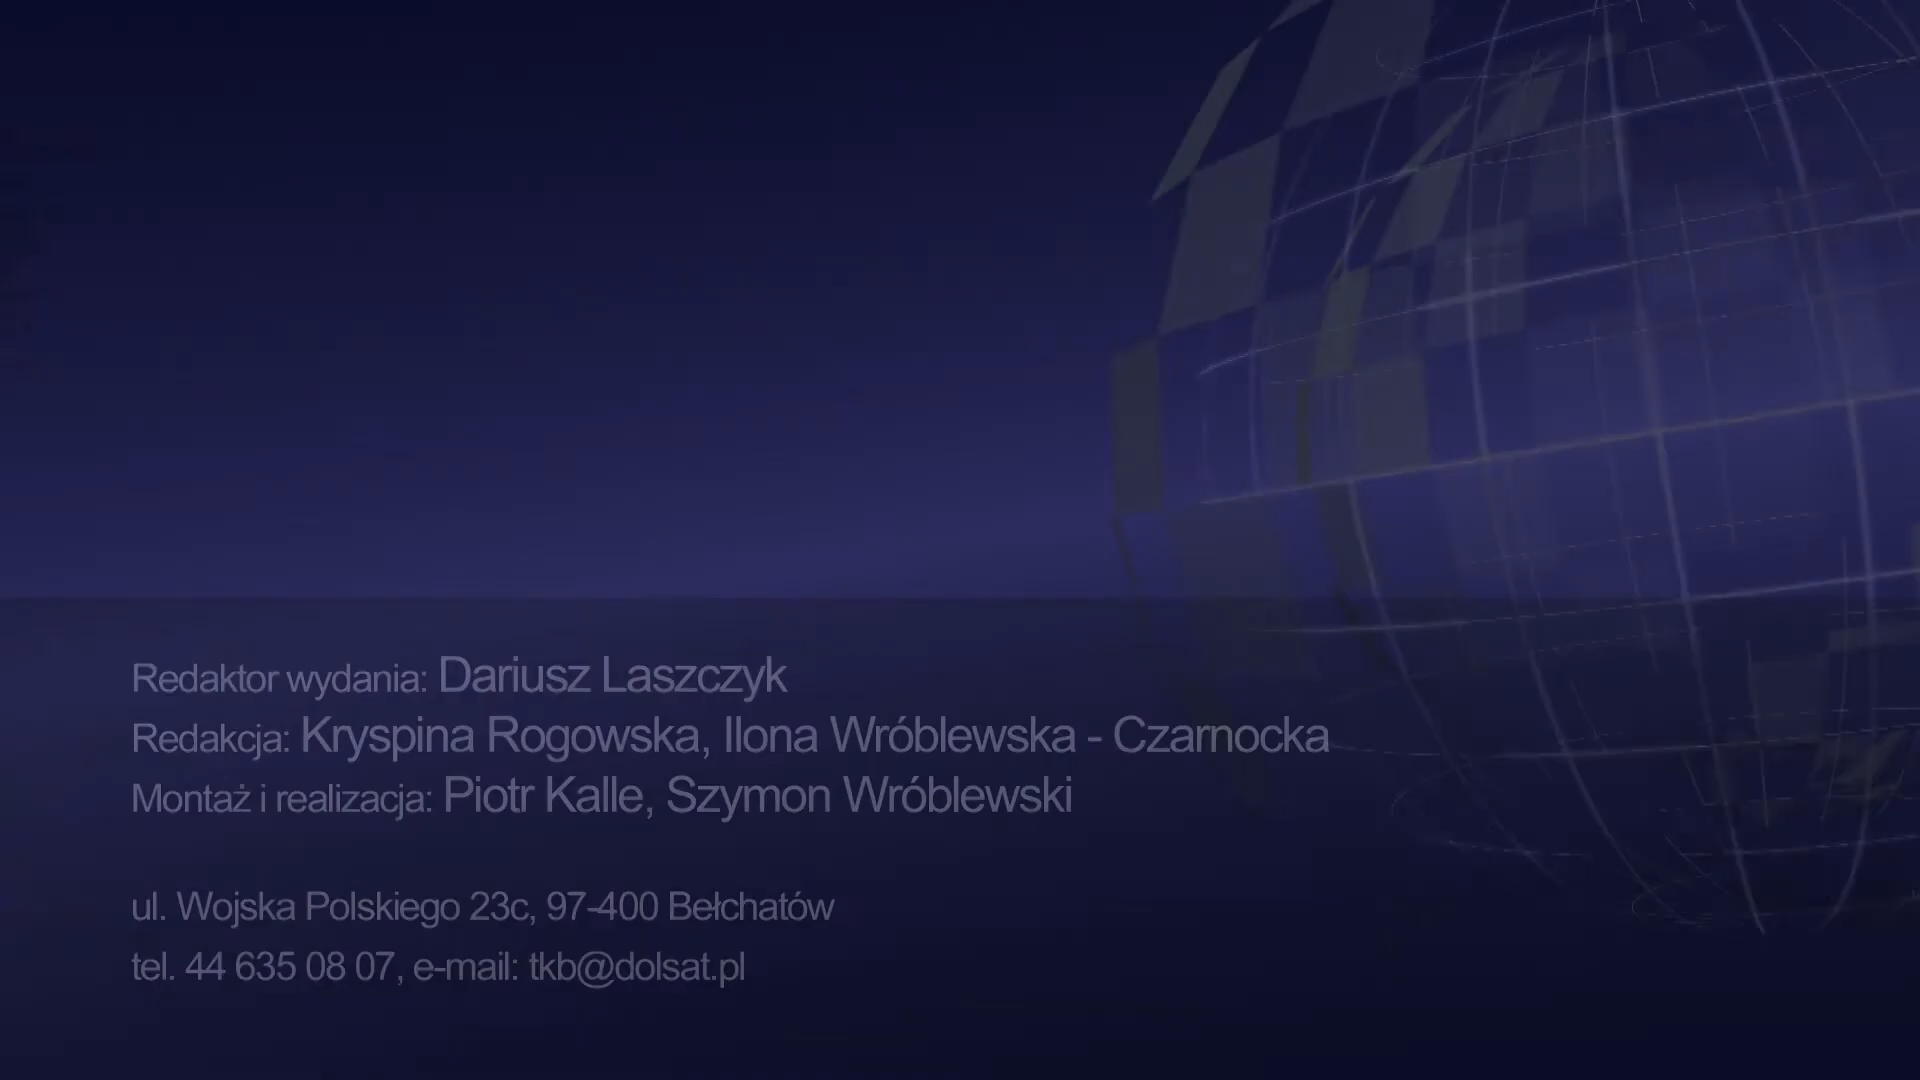 Redaktor wydania: Dariusz Laszczyk
Redakcja: Kryspina Rogowska, Ilona Wróblewska - Czarnocka
Montaż i realizacja: Piotr Kalle, Szymon Wróblewski
ul. Wojska Polskiego 23c, 97-400 Bełchatów
tel. 44 635 08 07, e-mail: tkb@dolsat.pl